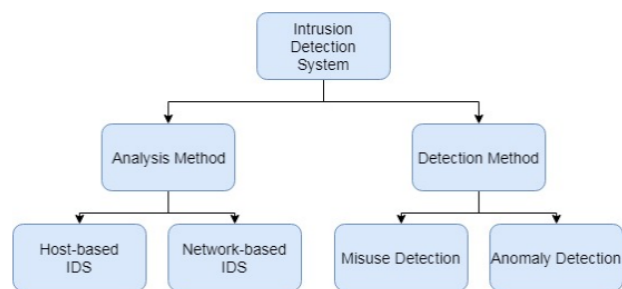 Intrusion
Detection
System
Analysis Method
Detection Method
Host-based
IDS
Network-based
IDS
Misuse Detection
Anomaly Detection